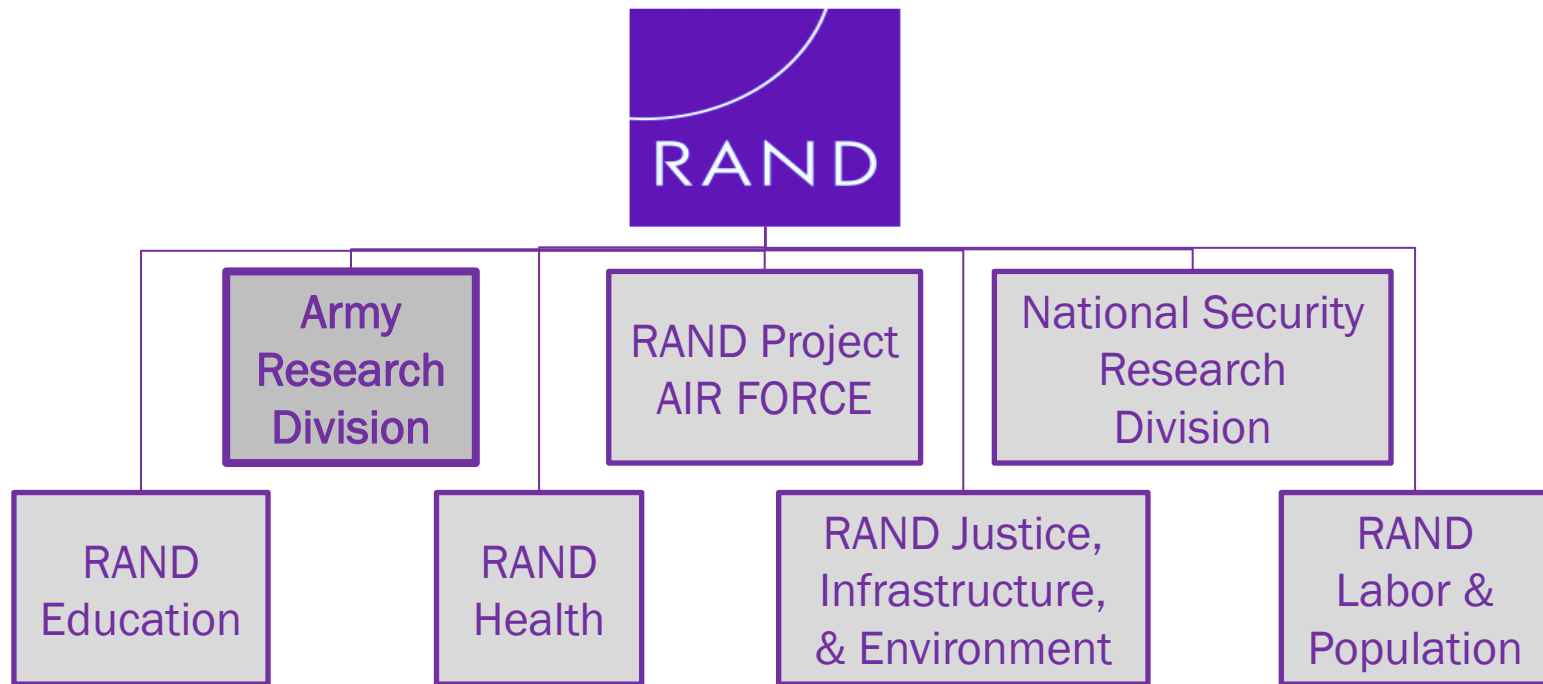 RAND
Army
Research
Division
RAND Project
AIR FORCE
National Security
Research
Division
RAND
Education
RAND
Health
RAND Justice,
Infrastructure,
& Environment
RAND
Labor &
Population